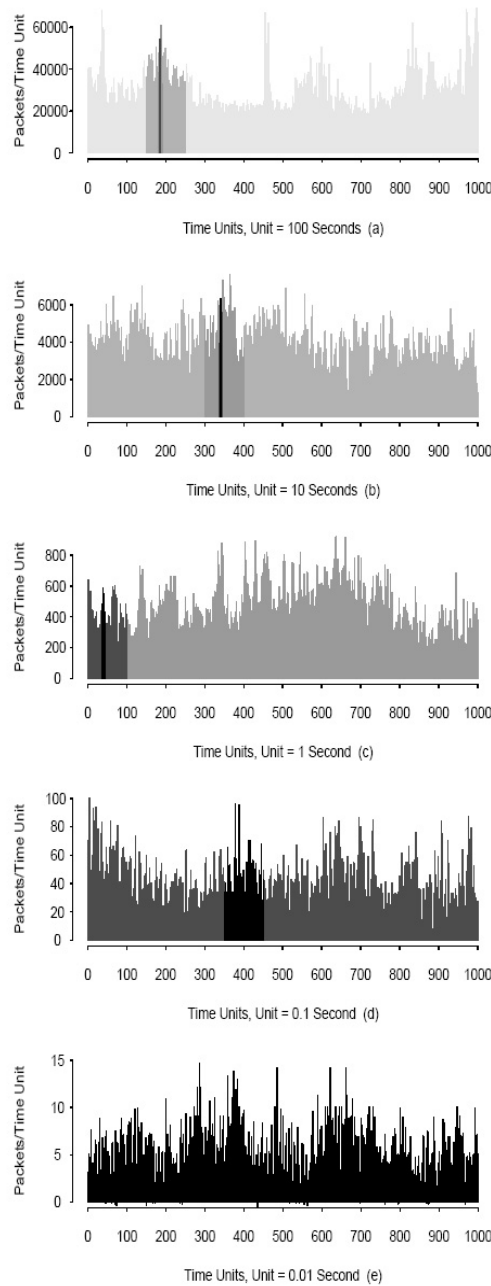 Packets/Time Unit
60000
40000
20000
0
0 100 200 300 400 500 600 700 800 900 1000
Time Units, Unit = 100 Seconds (a)
Packets/Time Unit
6000
4000
2000
0
0 100 200 300 400 500 600 700 800 900 1000
Time Units, Unit = 10 Seconds (b)
Packets/Time Unit
800
600
400
200
0
0 100 200 300 400 500 600 700 800 900 1000
Time Units, Unit = 1 Second (c)
Packets/Time Unit
100
80
60
40
20
0
0 100 200 300 400 500 600 700 800 900 1000
Time Units, Unit = 0.1 Second (d)
Packets/Time Unit
15
10
5
0
0 100 200 300 400 500 600 700 800 900 1000
Time Units, Unit = 0.01 Second (e)